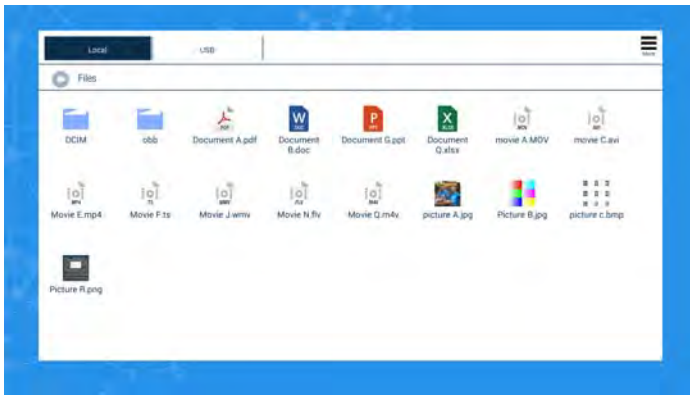 Local
USB
More
Files
DCIM
obb
Document A.pdf
Document B.doc
Document G.ppt
Document Q.xlsx
movie A.MOV
movie C.avi
Movie E.mp4
Movie F.ts
Movie J.wmv
Movie N.flv
Movie Q.m4v
picture A.jpg
Picture B.jpg
picture c.bmp
Picture R.png